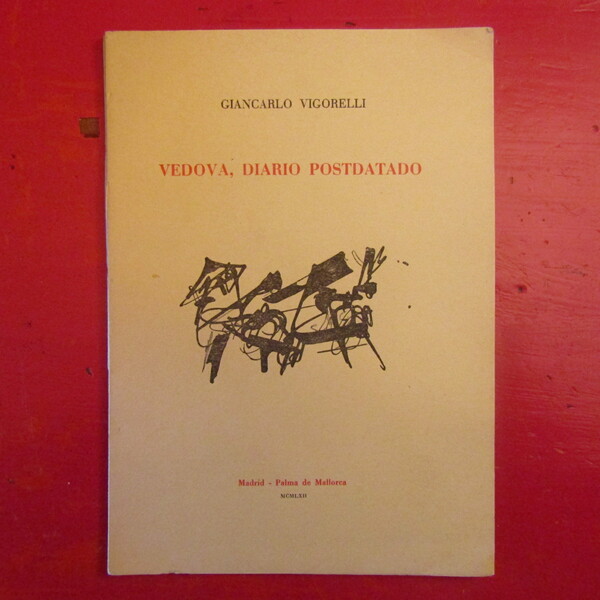 GIANCARLO VIGORELLI
VEDOVA, DIARIO POSTDATADO
Madrid - Palma de Mallorca
MCMLXII